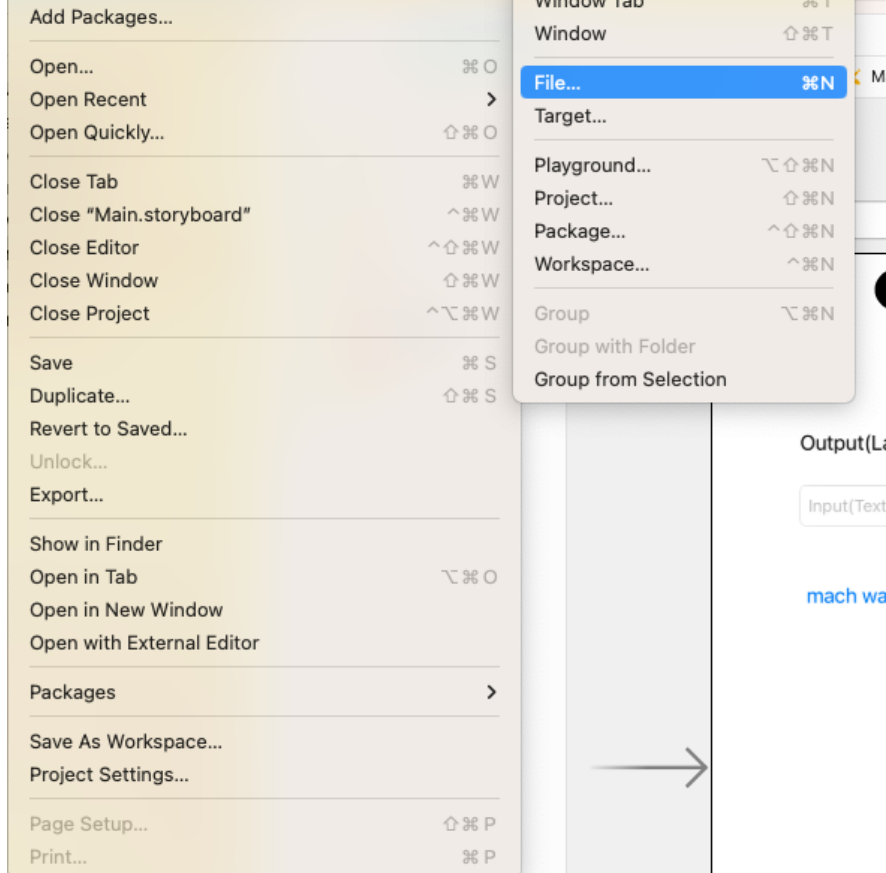 Add Packages...
Open... ⌘ O
Open Recent >
Open Quickly... ⇧ ⌘ O
Close Tab ⌘ W
Close “Main.storyboard” ^ ⌘ W
Close Editor ^ ⇧ ⌘ W
Close Window ⇧ ⌘ W
Close Project ^ ⌥ ⌘ W
Save ⌘ S
Duplicate... ⇧ ⌘ S
Revert to Saved...
Unlock...
Export...
Show in Finder
Open in Tab ⌥ ⌘ O
Open in New Window
Open with External Editor
Packages >
Save As Workspace...
Project Settings...
Page Setup... ⇧ ⌘ P
Print... ⌘ P
Window Tab ⌘ T
Window ⇧ ⌘ T
File... ⌘ N
Target...
Playground... ⌥ ⇧ ⌘ N
Project... ⇧ ⌘ N
Package... ^ ⇧ ⌘ N
Workspace... ^ ⌘ N
Group ⌥ ⌘ N
Group with Folder
Group from Selection
Output(La
Input(Text
mach wa